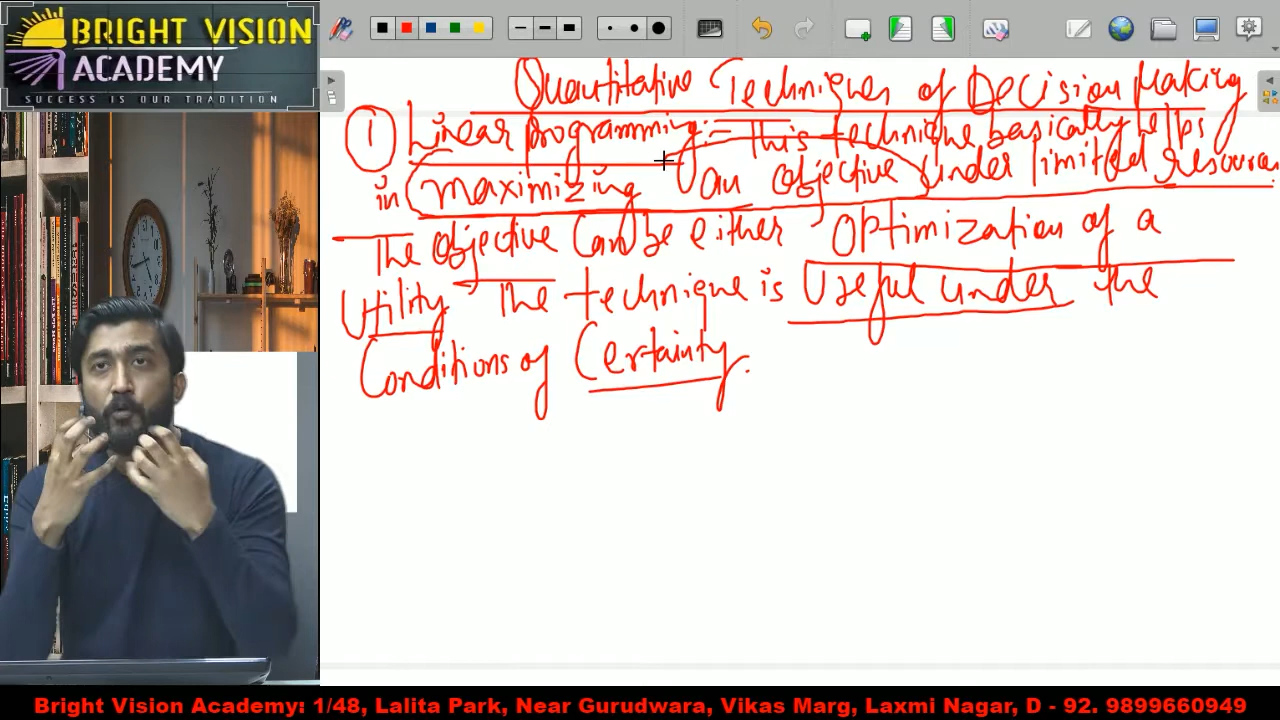 BRIGHT VISION
ACADEMY
SUCCESS IS OUR TRADITION
Quantitative Techniques of Decision Making
1 Linear programming:- This technique basically helps
in maximizing an objective under limited resources.
The objective can be either Optimization of a
Utility The technique is Useful under the
Conditions of Certainty.
Bright Vision Academy: 1/48, Lalita Park, Near Gurudwara, Vikas Marg, Laxmi Nagar, D - 92. 9899660949